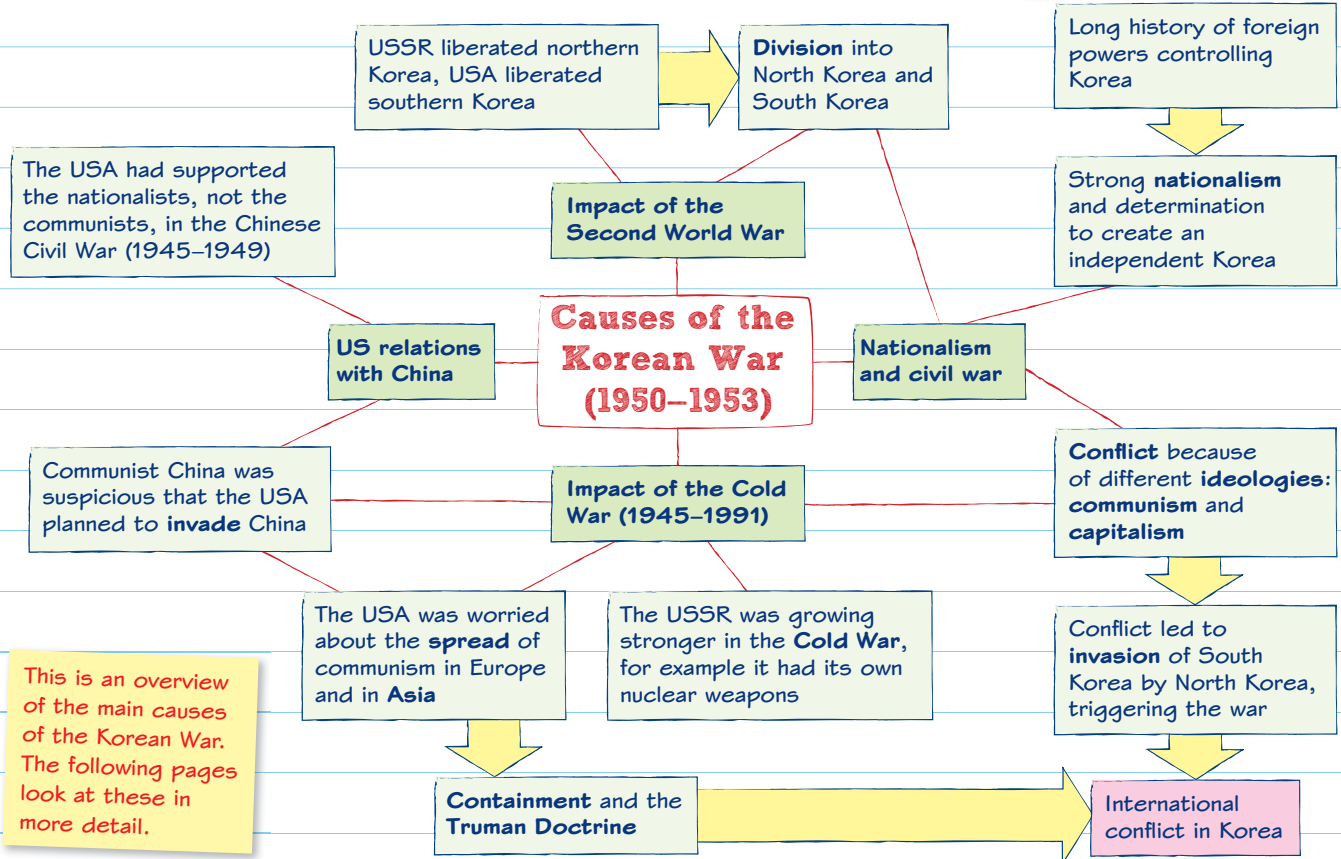 USSR liberated northern
Korea, USA liberated
southern Korea
Division into
North Korea and
South Korea
Long history of foreign
powers controlling
Korea
The USA had supported
the nationalists, not the
communists, in the Chinese
Civil War (1945–1949)
Impact of the
Second World War
Strong nationalism
and determination
to create an
independent Korea
US relations
with China
Causes of the
Korean War
(1950–1953)
Nationalism
and civil war
Communist China was
suspicious that the USA
planned to invade China
Impact of the Cold
War (1945–1991)
Conflict because
of different ideologies:
communism and
capitalism
The USA was worried
about the spread of
communism in Europe
and in Asia
The USSR was growing
stronger in the Cold War,
for example it had its own
nuclear weapons
Conflict led to
invasion of South
Korea by North Korea,
triggering the war
This is an overview
of the main causes
of the Korean War.
The following pages
look at these in
more detail.
Containment and the
Truman Doctrine
International
conflict in Korea